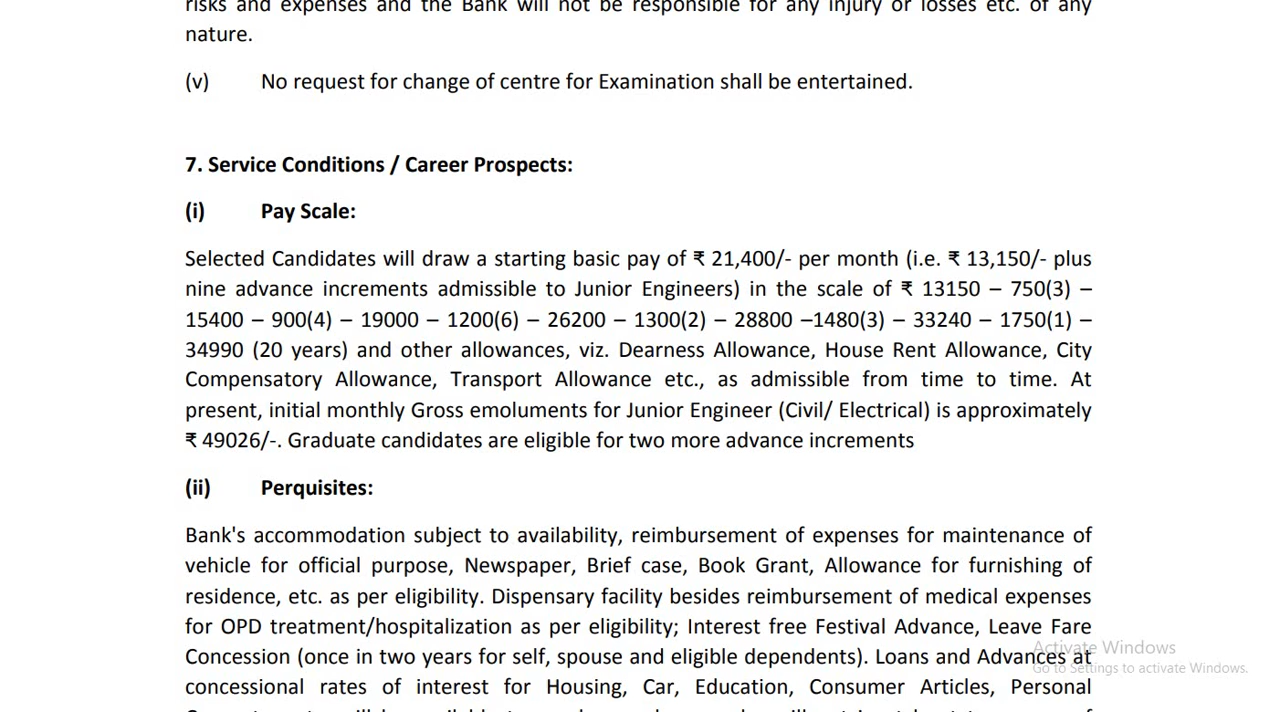 risks and expenses and the Bank will not be responsible for any injury or losses etc. of any
nature.
(v) No request for change of centre for Examination shall be entertained.
7. Service Conditions / Career Prospects:
(i) Pay Scale:
Selected Candidates will draw a starting basic pay of ₹ 21,400/- per month (i.e. ₹ 13,150/- plus
nine advance increments admissible to Junior Engineers) in the scale of ₹ 13150 – 750(3) –
15400 – 900(4) – 19000 – 1200(6) – 26200 – 1300(2) – 28800 –1480(3) – 33240 – 1750(1) –
34990 (20 years) and other allowances, viz. Dearness Allowance, House Rent Allowance, City
Compensatory Allowance, Transport Allowance etc., as admissible from time to time. At
present, initial monthly Gross emoluments for Junior Engineer (Civil/ Electrical) is approximately
₹ 49026/-. Graduate candidates are eligible for two more advance increments
(ii) Perquisites:
Bank's accommodation subject to availability, reimbursement of expenses for maintenance of
vehicle for official purpose, Newspaper, Brief case, Book Grant, Allowance for furnishing of
residence, etc. as per eligibility. Dispensary facility besides reimbursement of medical expenses
for OPD treatment/hospitalization as per eligibility; Interest free Festival Advance, Leave Fare
Concession (once in two years for self, spouse and eligible dependents). Loans and Advances at
concessional rates of interest for Housing, Car, Education, Consumer Articles, Personal
Activate Windows
Go to Settings to activate Windows.